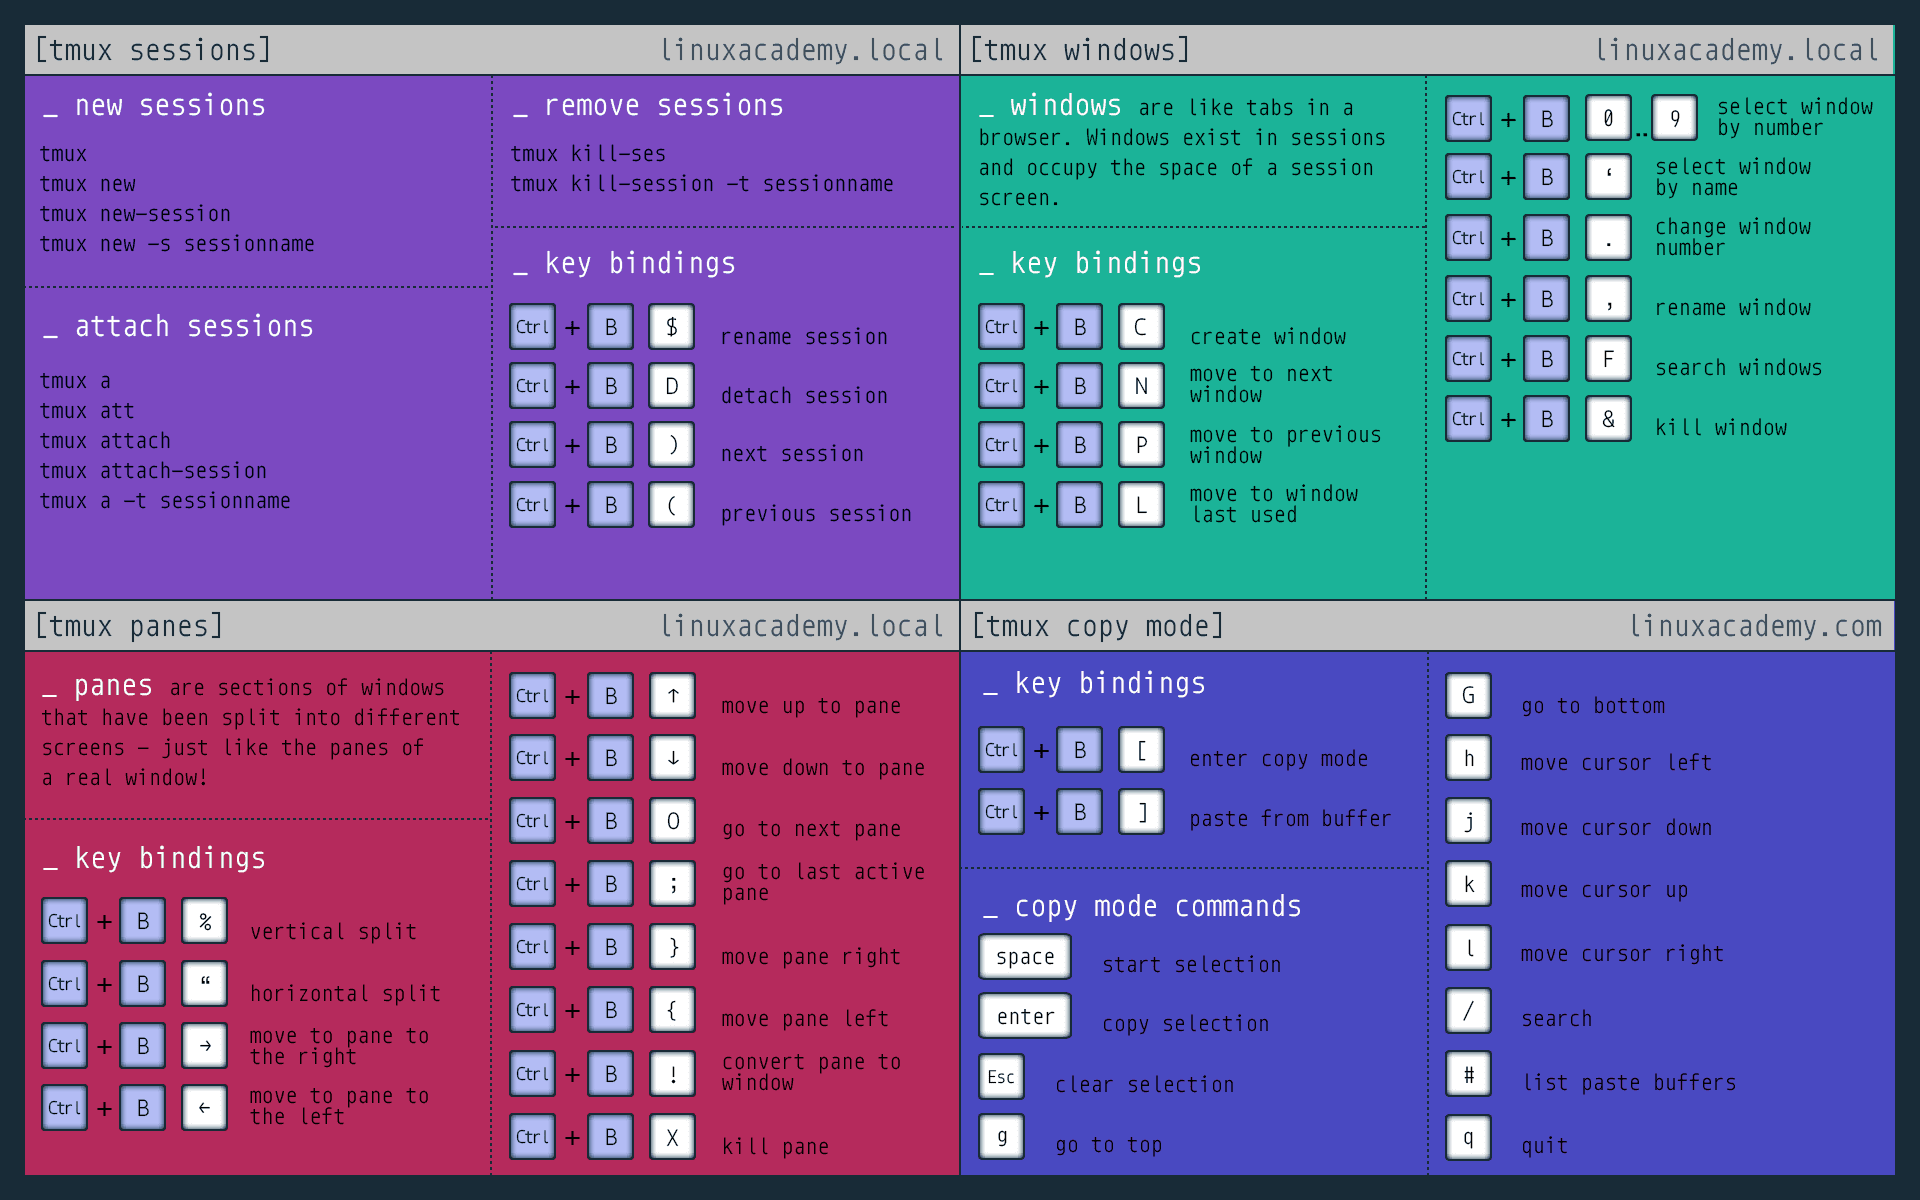 [tmux sessions] linuxacademy.local
_ new sessions
tmux
tmux new
tmux new-session
tmux new -s sessionname
_ attach sessions
tmux a
tmux att
tmux attach
tmux attach-session
tmux a -t sessionname
_ remove sessions
tmux kill-ses
tmux kill-session -t sessionname
_ key bindings
Ctrl + B $ rename session
Ctrl + B D detach session
Ctrl + B ) next session
Ctrl + B ( previous session
[tmux windows] linuxacademy.local
_ windows are like tabs in a
browser. Windows exist in sessions
and occupy the space of a session
screen.
_ key bindings
Ctrl + B C create window
Ctrl + B N move to next
window
Ctrl + B P move to previous
window
Ctrl + B L move to window
last used
Ctrl + B 0 .. 9 select window
by number
Ctrl + B ‘ select window
by name
Ctrl + B . change window
number
Ctrl + B , rename window
Ctrl + B F search windows
Ctrl + B & kill window
[tmux panes] linuxacademy.local
_ panes are sections of windows
that have been split into different
screens – just like the panes of
a real window!
_ key bindings
Ctrl + B % vertical split
Ctrl + B “ horizontal split
Ctrl + B → move to pane to
the right
Ctrl + B ← move to pane to
the left
Ctrl + B ↑ move up to pane
Ctrl + B ↓ move down to pane
Ctrl + B O go to next pane
Ctrl + B ; go to last active
pane
Ctrl + B } move pane right
Ctrl + B { move pane left
Ctrl + B ! convert pane to
window
Ctrl + B X kill pane
[tmux copy mode] linuxacademy.com
_ key bindings
Ctrl + B [ enter copy mode
Ctrl + B ] paste from buffer
_ copy mode commands
space start selection
enter copy selection
Esc clear selection
g go to top
G go to bottom
h move cursor left
j move cursor down
k move cursor up
l move cursor right
/ search
# list paste buffers
q quit